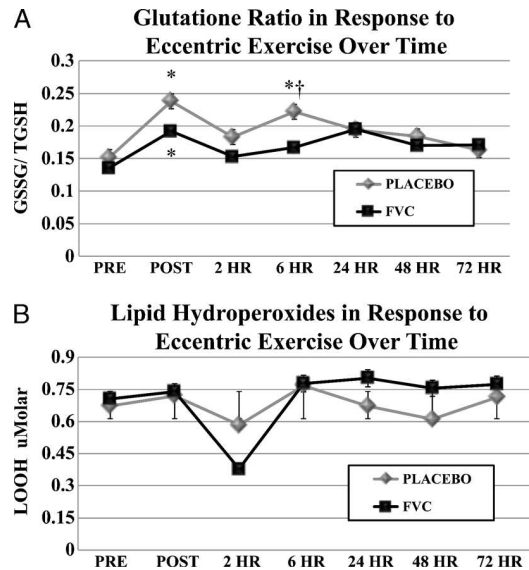 A
Glutatione Ratio in Response to
Eccentric Exercise Over Time
GSSG/ TGSH
0.3
0.25
0.2
0.15
0.1
0.05
0
*
*
*†
PLACEBO
FVC
PRE POST 2 HR 6 HR 24 HR 48 HR 72 HR
B
Lipid Hydroperoxides in Response to
Eccentric Exercise Over Time
LOOH uMolar
0.9
0.75
0.6
0.45
0.3
0.15
0
PLACEBO
FVC
PRE POST 2 HR 6 HR 24 HR 48 HR 72 HR